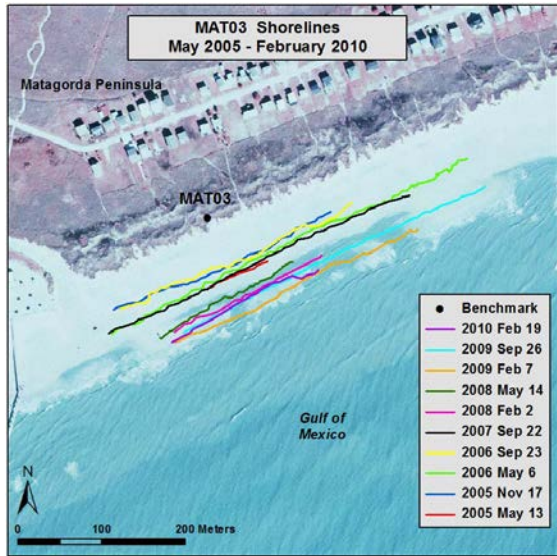 MAT03 Shorelines
May 2005 - February 2010
Matagorda Peninsula
MAT03
Benchmark
2010 Feb 19
2009 Sep 26
2009 Feb 7
2008 May 14
2008 Feb 2
2007 Sep 22
2006 Sep 23
2006 May 6
2005 Nov 17
2005 May 13
Gulf of
Mexico
N
0 100 200 Meters